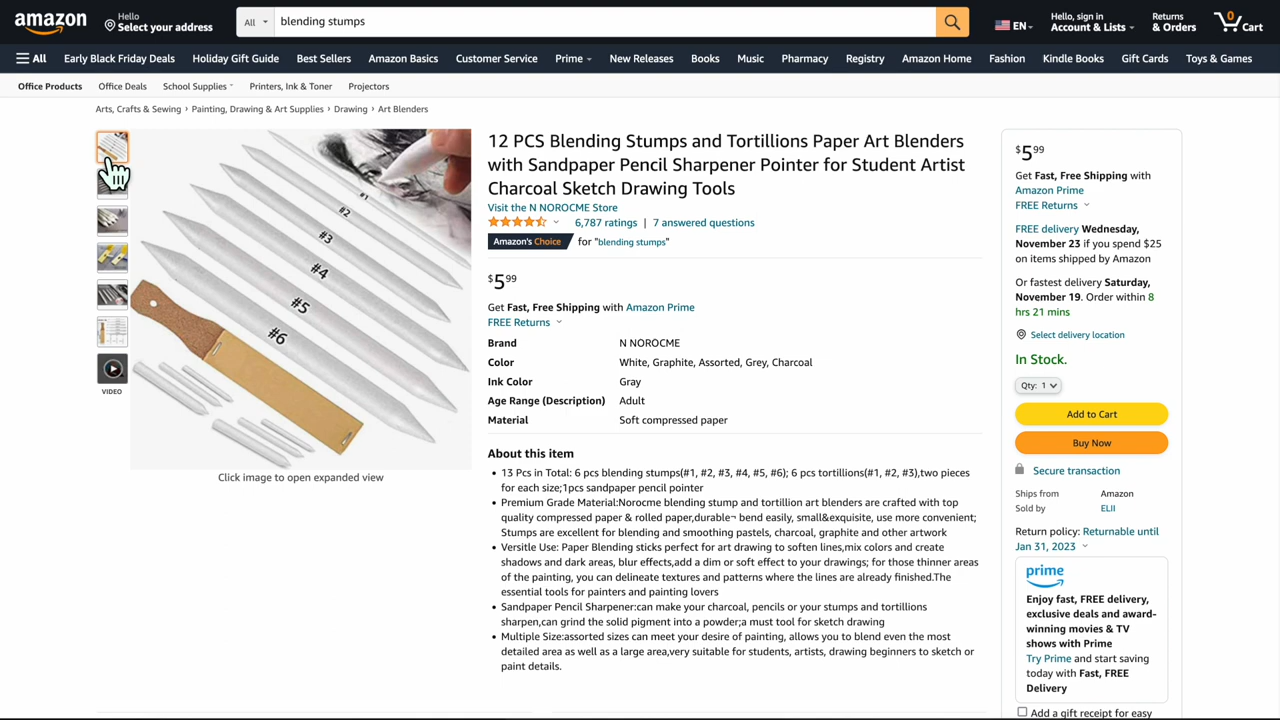 amazon
Hello
Select your address
All
blending stumps
EN
Hello, sign in
Account & Lists
Returns
& Orders
0
Cart
All
Early Black Friday Deals
Holiday Gift Guide
Best Sellers
Amazon Basics
Customer Service
Prime
New Releases
Books
Music
Pharmacy
Registry
Amazon Home
Fashion
Kindle Books
Gift Cards
Toys & Games
Office Products
Office Deals
School Supplies
Printers, Ink & Toner
Projectors
Arts, Crafts & Sewing › Painting, Drawing & Art Supplies › Drawing › Art Blenders
#1
#2
#3
#4
#5
#6
VIDEO
Click image to open expanded view
12 PCS Blending Stumps and Tortillions Paper Art Blenders
with Sandpaper Pencil Sharpener Pointer for Student Artist
Charcoal Sketch Drawing Tools
Visit the N NOROCME Store
6,787 ratings | 7 answered questions
Amazon's Choice for "blending stumps"
$5 99
Get Fast, Free Shipping with Amazon Prime
FREE Returns
Brand N NOROCME
Color White, Graphite, Assorted, Grey, Charcoal
Ink Color Gray
Age Range (Description) Adult
Material Soft compressed paper
About this item
• 13 Pcs in Total: 6 pcs blending stumps(#1, #2, #3, #4, #5, #6); 6 pcs tortillions(#1, #2, #3),two pieces
for each size;1pcs sandpaper pencil pointer
• Premium Grade Material:Norocme blending stump and tortillion art blenders are crafted with top
quality compressed paper & rolled paper,durable¬ bend easily, small&exquisite, use more convenient;
Stumps are excellent for blending and smoothing pastels, charcoal, graphite and other artwork
• Versitle Use: Paper Blending sticks perfect for art drawing to soften lines,mix colors and create
shadows and dark areas, blur effects,add a dim or soft effect to your drawings; for those thinner areas
of the painting, you can delineate textures and patterns where the lines are already finished.The
essential tools for painters and painting lovers
• Sandpaper Pencil Sharpener:can make your charcoal, pencils or your stumps and tortillions
sharpen,can grind the solid pigment into a powder;a must tool for sketch drawing
• Multiple Size:assorted sizes can meet your desire of painting, allows you to blend even the most
detailed area as well as a large area,very suitable for students, artists, drawing beginners to sketch or
paint details.
$5 99
Get Fast, Free Shipping with
Amazon Prime
FREE Returns
FREE delivery Wednesday,
November 23 if you spend $25
on items shipped by Amazon
Or fastest delivery Saturday,
November 19. Order within 8
hrs 21 mins
Select delivery location
In Stock.
Qty: 1
Add to Cart
Buy Now
Secure transaction
Ships from Amazon
Sold by ELII
Return policy: Returnable until
Jan 31, 2023
prime
Enjoy fast, FREE delivery,
exclusive deals and award-
winning movies & TV
shows with Prime
Try Prime and start saving
today with Fast, FREE
Delivery
Add a gift receipt for easy